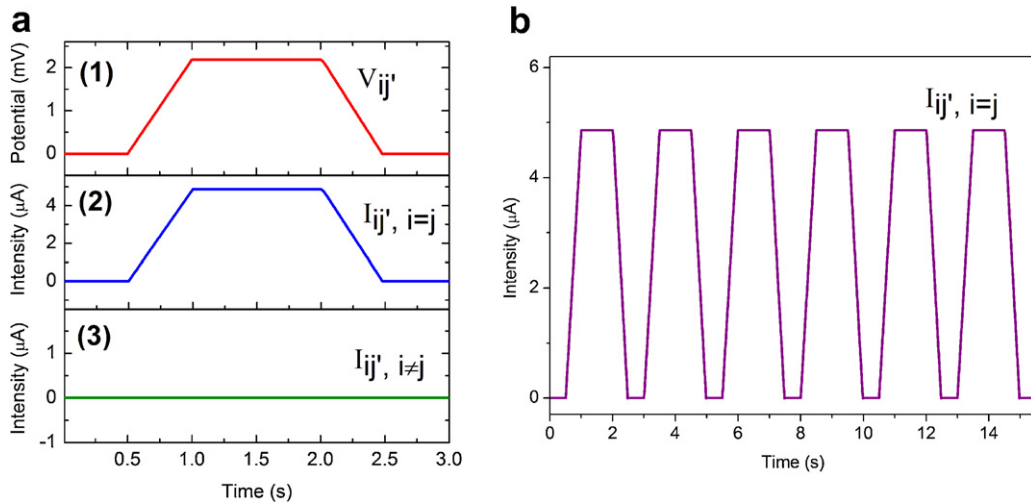 a
(1)
Vij'
Potential (mV)
2
1
0
(2)
Iij', i=j
Intensity (μA)
4
2
0
(3)
Iij', i≠j
Intensity (μA)
1
0
-1
0.5 1.0 1.5 2.0 2.5 3.0
Time (s)
b
Iij', i=j
Intensity (μA)
6
4
2
0
0 2 4 6 8 10 12 14
Time (s)